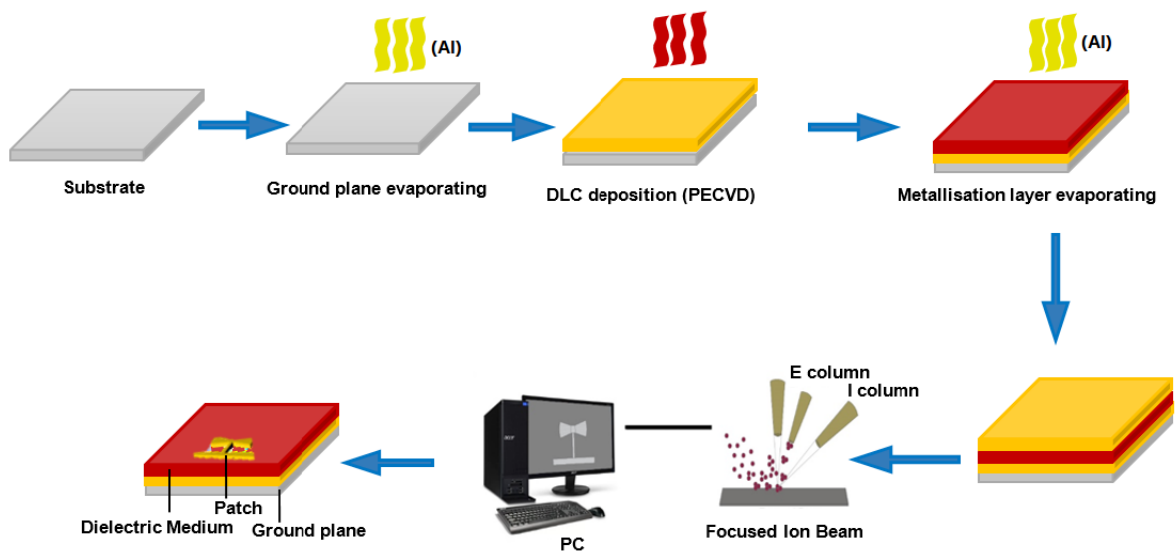 (Al)
(Al)
Substrate
Ground plane evaporating
DLC deposition (PECVD)
Metallisation layer evaporating
E column
I column
Patch
Dielectric Medium
Ground plane
PC
Focused Ion Beam